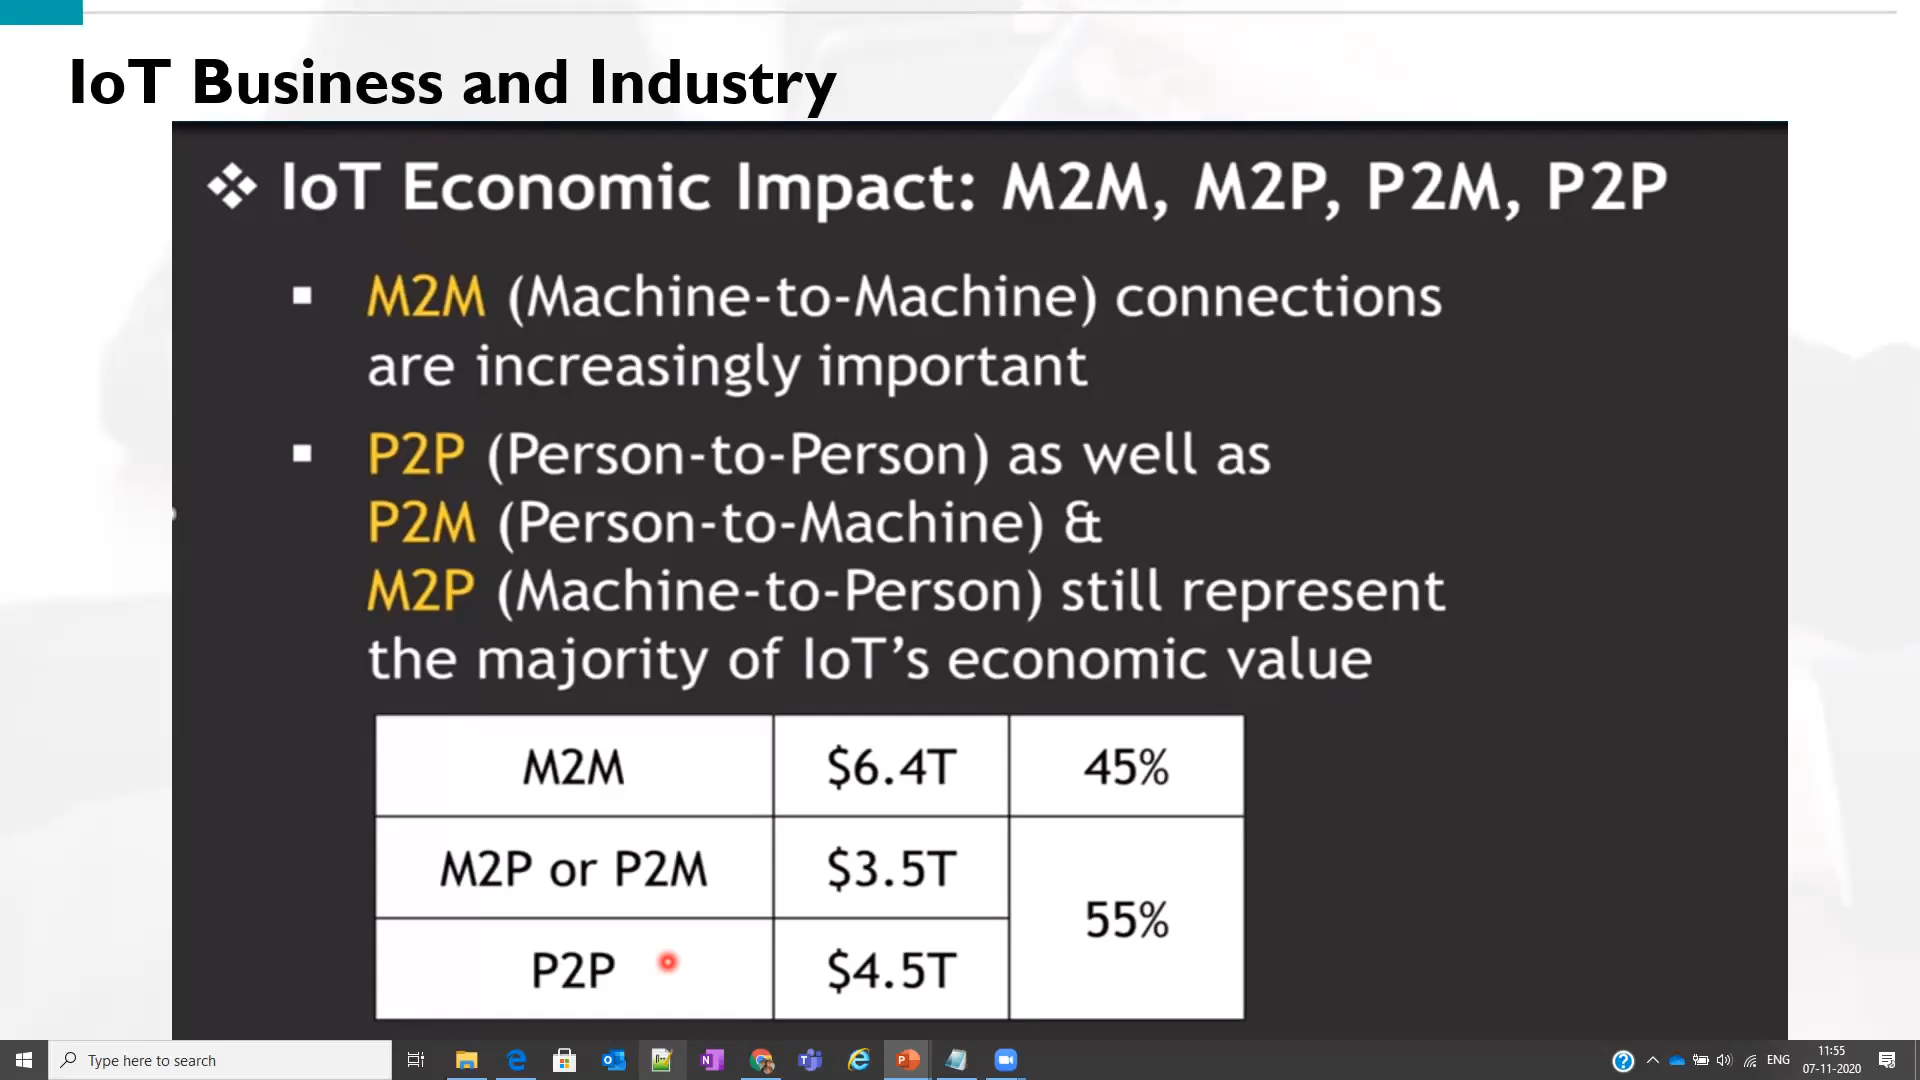 IoT Business and Industry
IoT Economic Impact: M2M, M2P, P2M, P2P
M2M (Machine-to-Machine) connections
are increasingly important
P2P (Person-to-Person) as well as
P2M (Person-to-Machine) &
M2P (Machine-to-Person) still represent
the majority of IoT's economic value
M2M $6.4T 45%
M2P or P2M $3.5T
55%
P2P $4.5T
Type here to search
ENG
11:55
07-11-2020